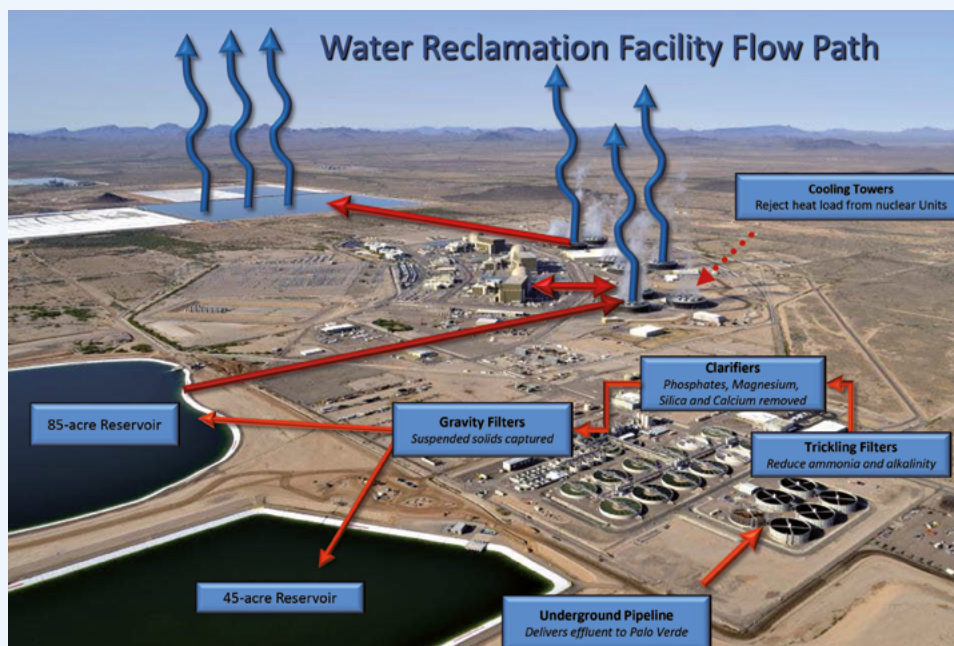 Water Reclamation Facility Flow Path
Cooling Towers
Reject heat load from nuclear Units
Clarifiers
Phosphates, Magnesium,
Silica and Calcium removed
85-acre Reservoir
Gravity Filters
Suspended solids captured
Trickling Filters
Reduce ammonia and alkalinity
45-acre Reservoir
Underground Pipeline
Delivers effluent to Palo Verde